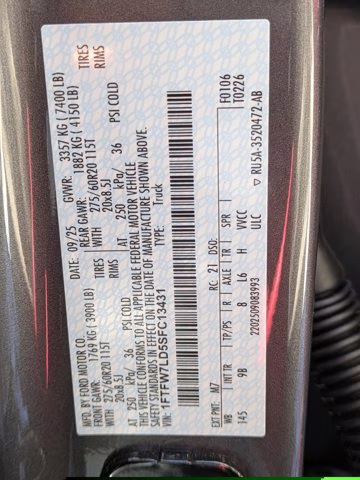 MFD. BY FORD MOTOR CO.
DATE: 09/25 GVWR: 3357 KG (7400 LB)
FRONT GAWR: 1769 KG (3900 LB) REAR GAWR: 1882 KG (4150 LB)
275/60R20 115T WITH 275/60R20 115T TIRES
20x8.5J RIMS 20x8.5J RIMS
AT 250 kPa/ 36 PSI COLD AT 250 kPa/ 36 PSI COLD
THIS VEHICLE CONFORMS TO ALL APPLICABLE FEDERAL MOTOR VEHICLE
SAFETY AND THEFT PREVENTION STANDARDS IN EFFECT ON THE DATE OF MANUFACTURE SHOWN ABOVE.
VIN: 1FTFW7LD5SFC13431 TYPE: Truck
F0106
T0226
EXT PNT: M7 RC: 21 DSO:
WB INT TR TP/PS R AXLE TR SPR
145 9B B L6 H VVCC
ULC
2202509083993
RU5A-3520472-AB